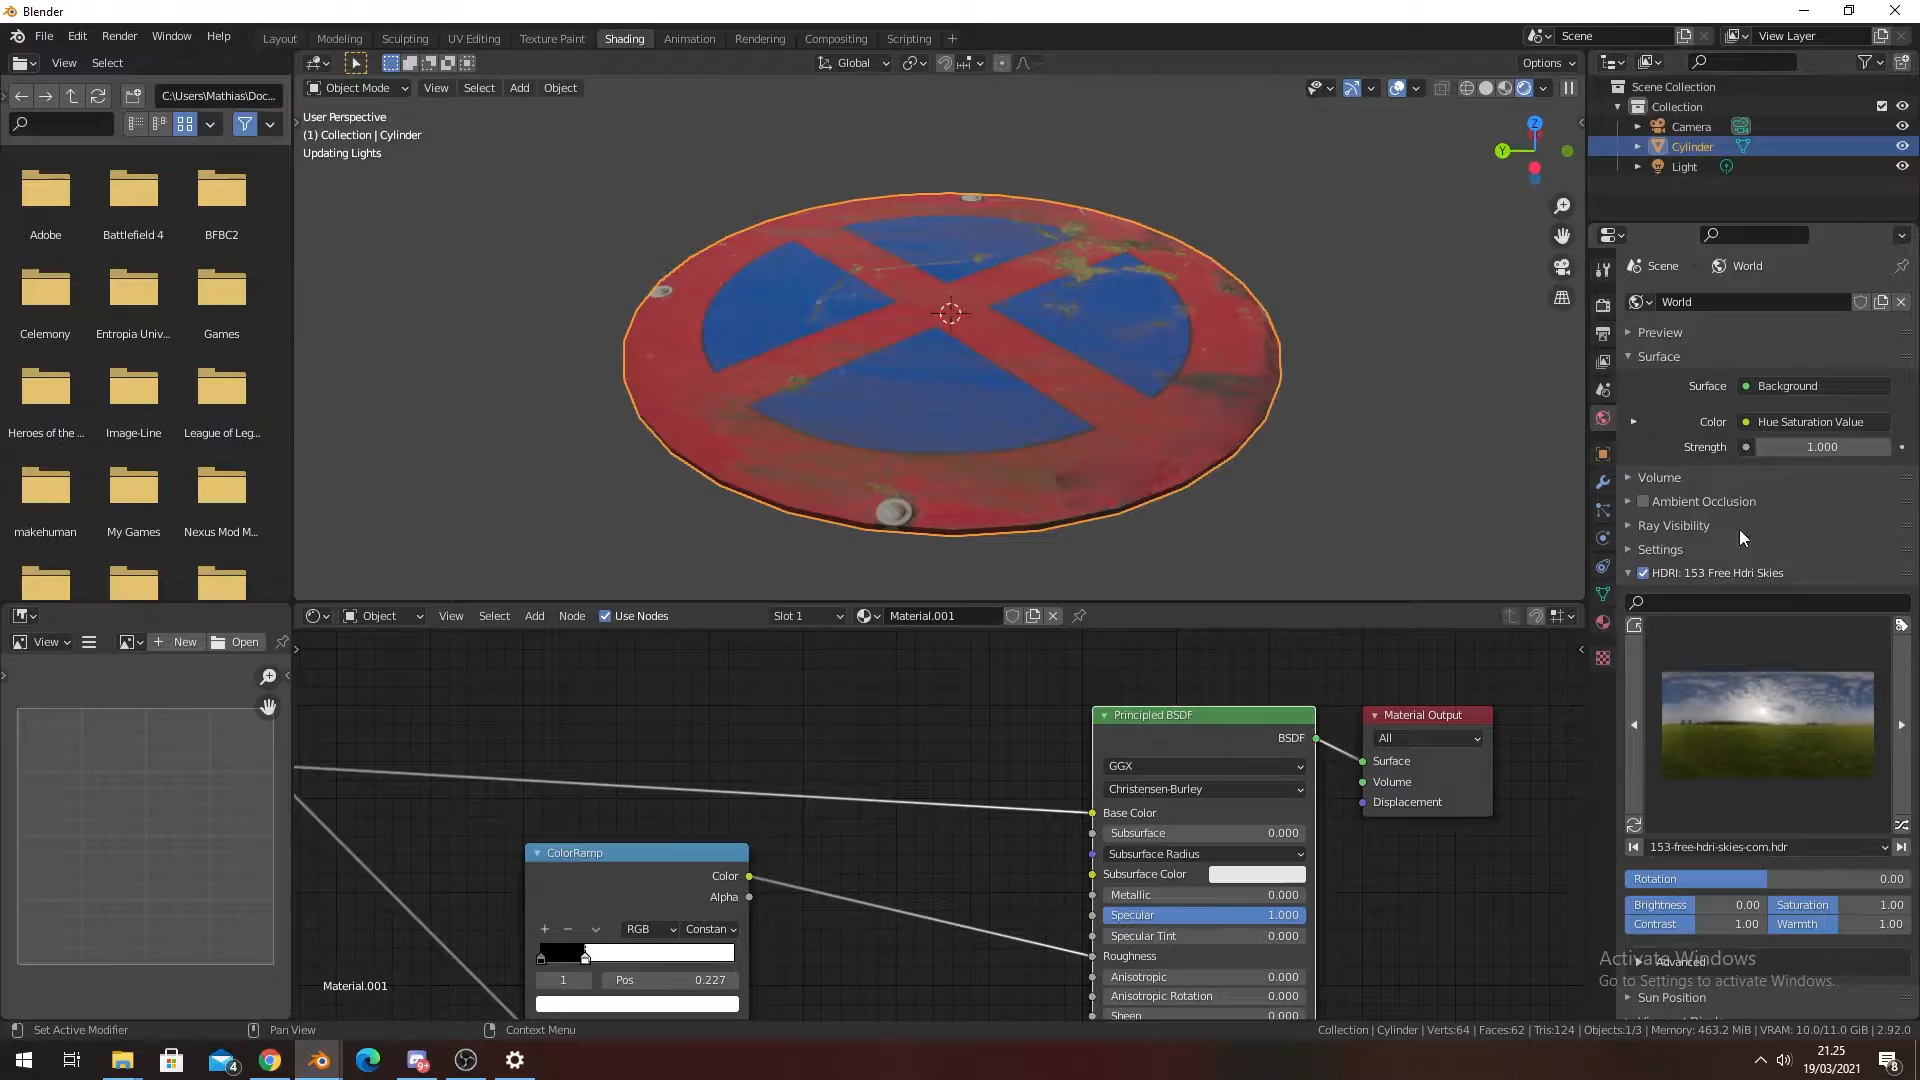 Blender
File Edit Render Window Help
Layout Modeling Sculpting UV Editing Texture Paint Shading Animation Rendering Compositing Scripting +
Scene
View Layer
View Select
Global
Options
C:\Users\Mathias\Doc...
Object Mode View Select Add Object
User Perspective
(1) Collection | Cylinder
Updating Lights
Z
Y
Scene Collection
Collection
Camera
Cylinder
Light
Adobe Battlefield 4 BFBC2
Celemony Entropia Univ... Games
Heroes of the ... Image-Line League of Leg...
makehuman My Games Nexus Mod M...
Scene World
World
Preview
Surface
Surface Background
Color Hue Saturation Value
Strength 1.000
Volume
Ambient Occlusion
Ray Visibility
Settings
HDRI: 153 Free Hdri Skies
153-free-hdri-skies-com.hdr
Rotation 0.00
Brightness 0.00 Saturation 1.00
Contrast 1.00 Warmth 1.00
Advanced
Activate Windows
Go to Settings to activate Windows.
Sun Position
View New Open
Object View Select Add Node Use Nodes Slot 1 Material.001
Principled BSDF
BSDF
GGX
Christensen-Burley
Base Color
Subsurface 0.000
Subsurface Radius
Subsurface Color
Metallic 0.000
Specular 1.000
Specular Tint 0.000
Roughness
Anisotropic 0.000
Anisotropic Rotation 0.000
Sheen 0.000
Material Output
All
Surface
Volume
Displacement
ColorRamp
Color
Alpha
+ − RGB Constan
1 Pos 0.227
Material.001
Set Active Modifier Pan View Context Menu
Collection | Cylinder | Verts:64 | Faces:62 | Tris:124 | Objects:1/3 | Memory: 463.2 MiB | VRAM: 10.0/11.0 GiB | 2.92.0
4
9+
21.25
19/03/2021
8